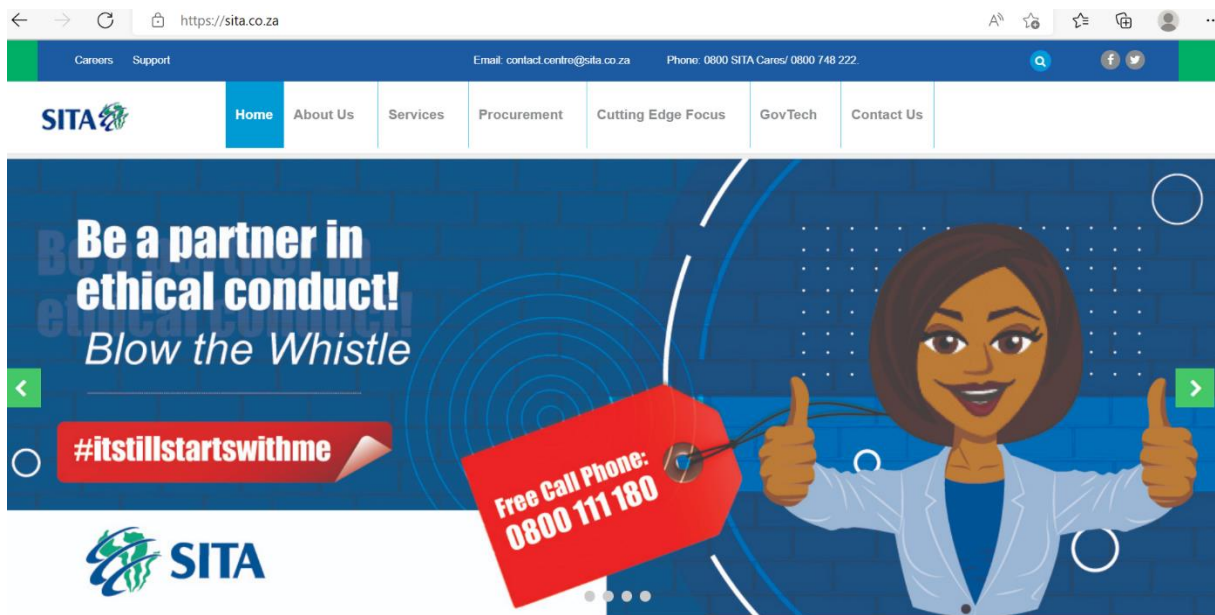 https://sita.co.za
Careers Support Email: contact.centre@sita.co.za Phone: 0800 SITA Cares/ 0800 748 222.
SITA Home About Us Services Procurement Cutting Edge Focus GovTech Contact Us
Be a partner in
ethical conduct!
Blow the Whistle
#itstillstartswithme
Free Call Phone:
0800 111 180
SITA